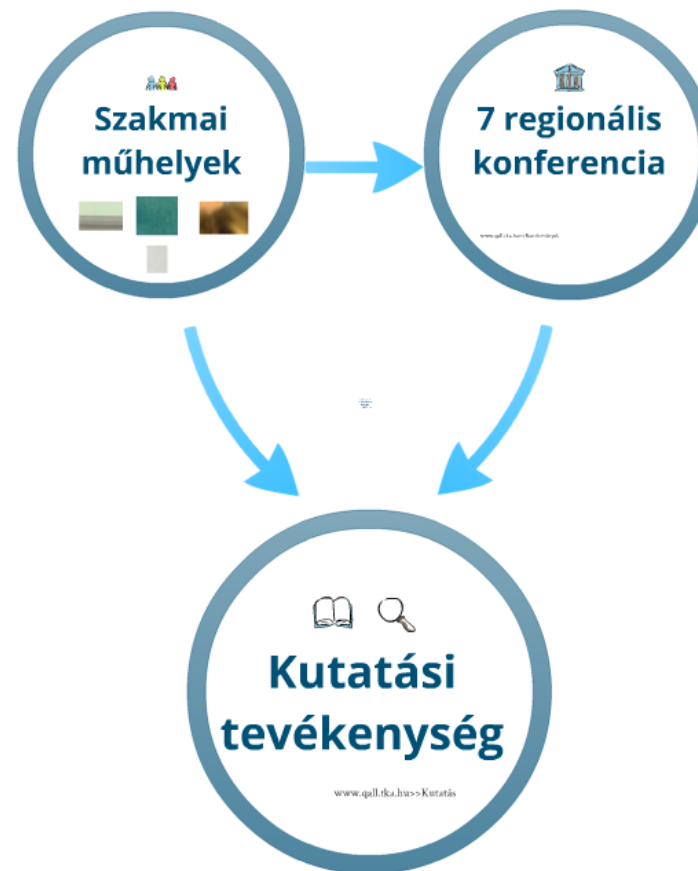 Szakmai
műhelyek
7 regionális
konferencia
Kutatási
tevékenység
www.qall.tka.hu>>Kutatás